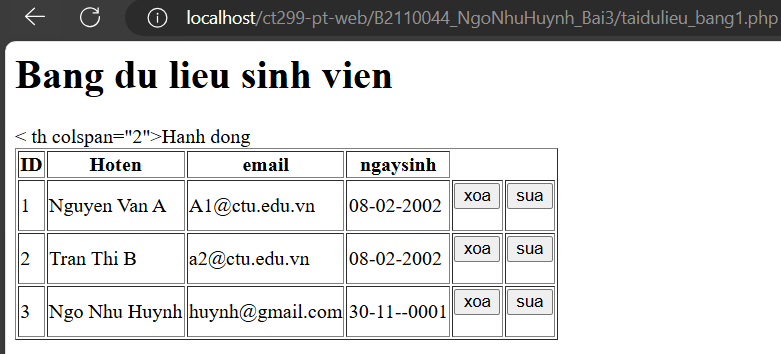 localhost/ct299-pt-web/B2110044_NgoNhuHuynh_Bai3/taidulieu_bang1.php
Bang du lieu sinh vien
< th colspan="2">Hanh dong
ID Hoten email ngaysinh
1 Nguyen Van A A1@ctu.edu.vn 08-02-2002 xoa sua
2 Tran Thi B a2@ctu.edu.vn 08-02-2002 xoa sua
3 Ngo Nhu Huynh huynh@gmail.com 30-11--0001 xoa sua